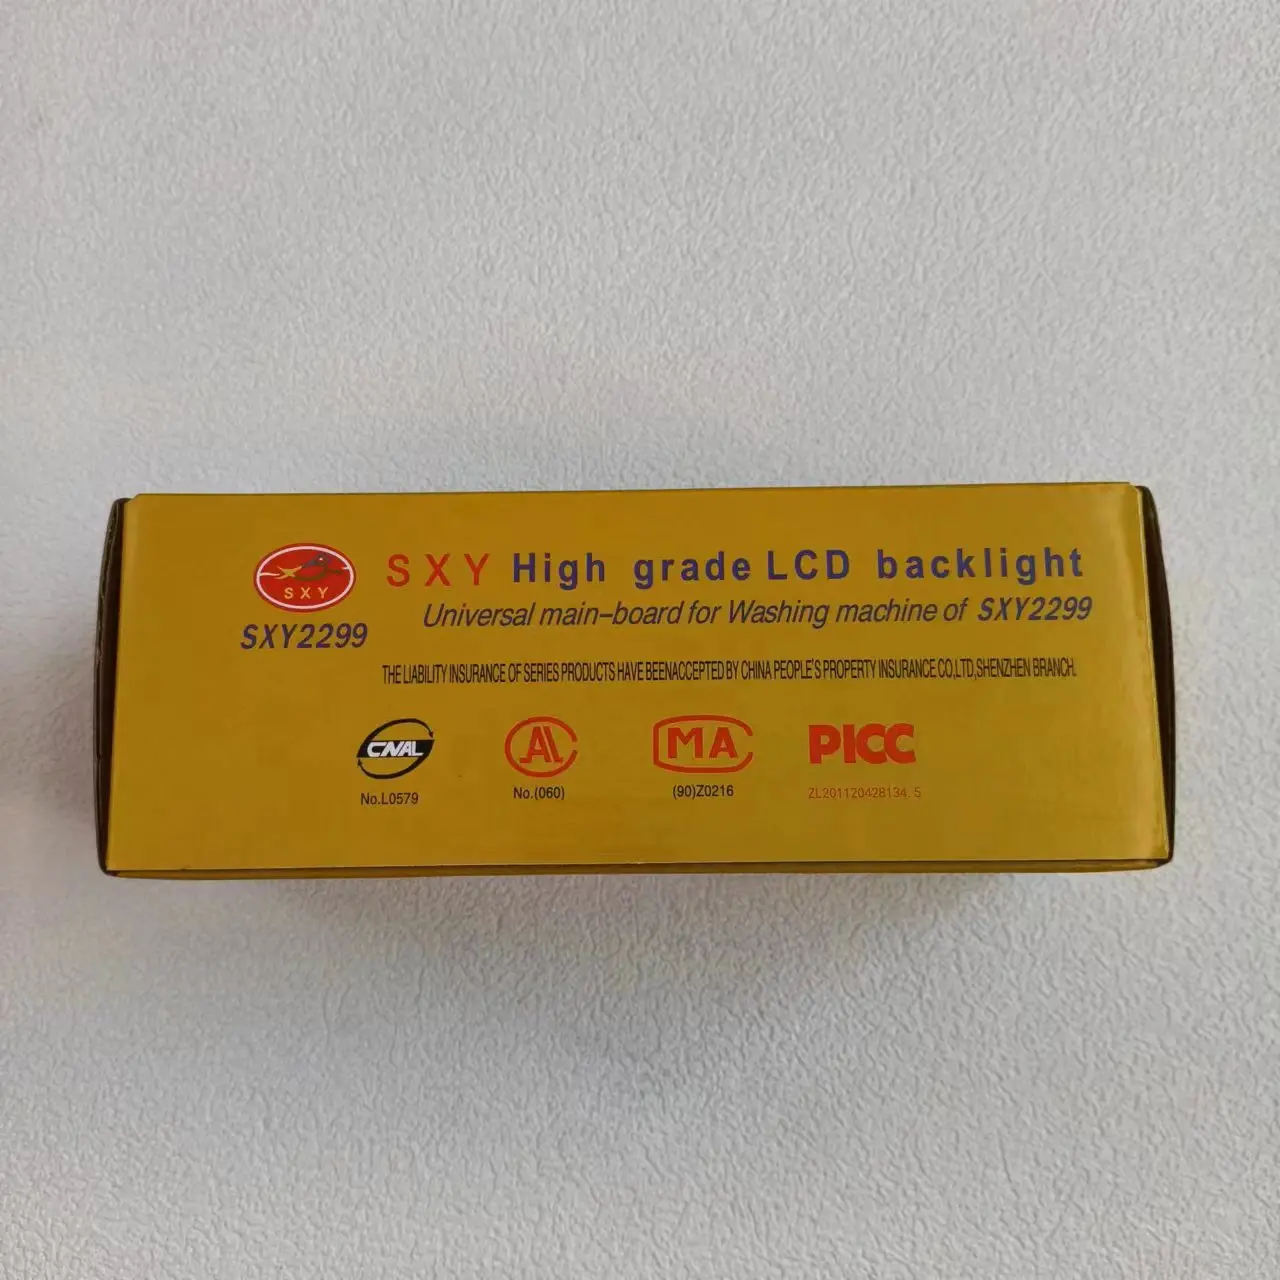 SXY
SXY2299
SXY High grade LCD backlight
Universal main-board for Washing machine of SXY2299
THE LIABILITY INSURANCE OF SERIES PRODUCTS HAVE BEENACCEPTED BY CHINA PEOPLE'S PROPERTY INSURANCE CO,LTD,SHENZHEN BRANCH.
CNAL
No.L0579
CAL
No.(060)
MA
(90)Z0216
PICC
ZL201120428134.5